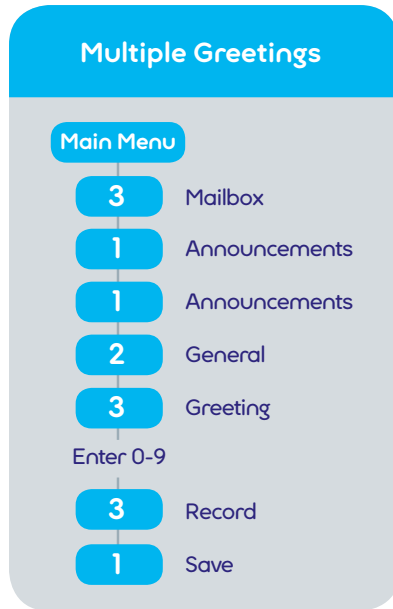 Multiple Greetings
Main Menu
3 Mailbox
1 Announcements
1 Announcements
2 General
3 Greeting
Enter 0-9
3 Record
1 Save